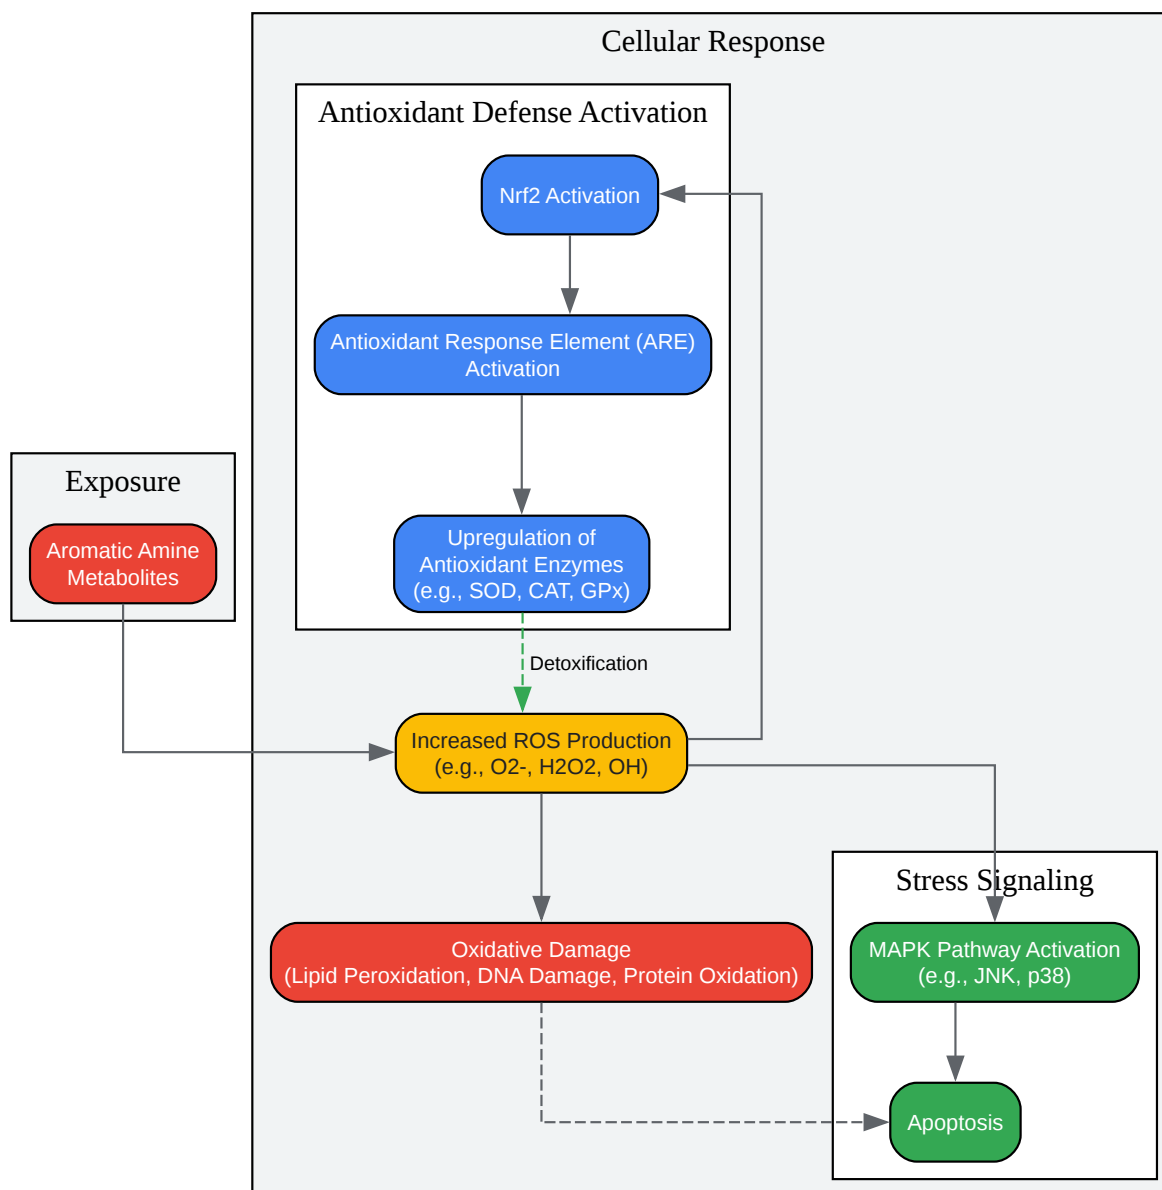 Cellular Response
Antioxidant Defense Activation
Nrf2 Activation
Antioxidant Response Element (ARE)
Activation
Exposure
Aromatic Amine
Metabolites
Upregulation of
Antioxidant Enzymes
(e.g., SOD, CAT, GPx)
Detoxification
Increased ROS Production
(e.g., O2-, H2O2, OH)
Stress Signaling
Oxidative Damage
(Lipid Peroxidation, DNA Damage, Protein Oxidation)
MAPK Pathway Activation
(e.g., JNK, p38)
Apoptosis